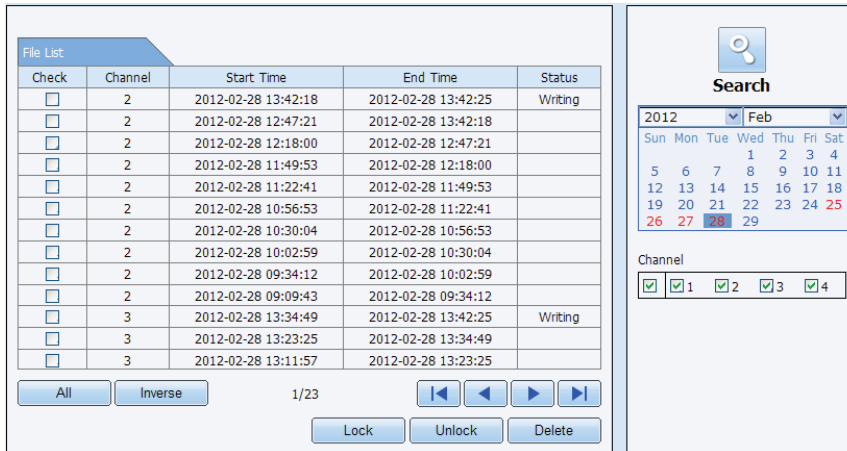 File List
Check Channel Start Time End Time Status
2 2012-02-28 13:42:18 2012-02-28 13:42:25 Writing
2 2012-02-28 12:47:21 2012-02-28 13:42:18
2 2012-02-28 12:18:00 2012-02-28 12:47:21
2 2012-02-28 11:49:53 2012-02-28 12:18:00
2 2012-02-28 11:22:41 2012-02-28 11:49:53
2 2012-02-28 10:56:53 2012-02-28 11:22:41
2 2012-02-28 10:30:04 2012-02-28 10:56:53
2 2012-02-28 10:02:59 2012-02-28 10:30:04
2 2012-02-28 09:34:12 2012-02-28 10:02:59
2 2012-02-28 09:09:43 2012-02-28 09:34:12
3 2012-02-28 13:34:49 2012-02-28 13:42:25 Writing
3 2012-02-28 13:23:25 2012-02-28 13:34:49
3 2012-02-28 13:11:57 2012-02-28 13:23:25
All Inverse 1/23
Lock Unlock Delete
Search
2012 Feb
Sun Mon Tue Wed Thu Fri Sat
1 2 3 4
5 6 7 8 9 10 11
12 13 14 15 16 17 18
19 20 21 22 23 24 25
26 27 28 29
Channel
1 2 3 4